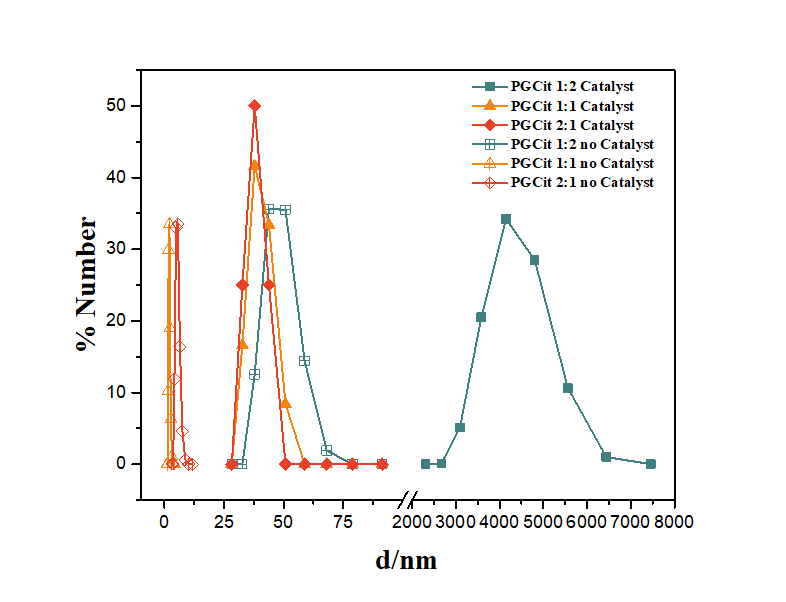 PGCit 1:2 Catalyst
PGCit 1:1 Catalyst
PGCit 2:1 Catalyst
PGCit 1:2 no Catalyst
PGCit 1:1 no Catalyst
PGCit 2:1 no Catalyst
% Number
50
40
30
20
10
0
0 25 50 75 2000 3000 4000 5000 6000 7000 8000
d/nm